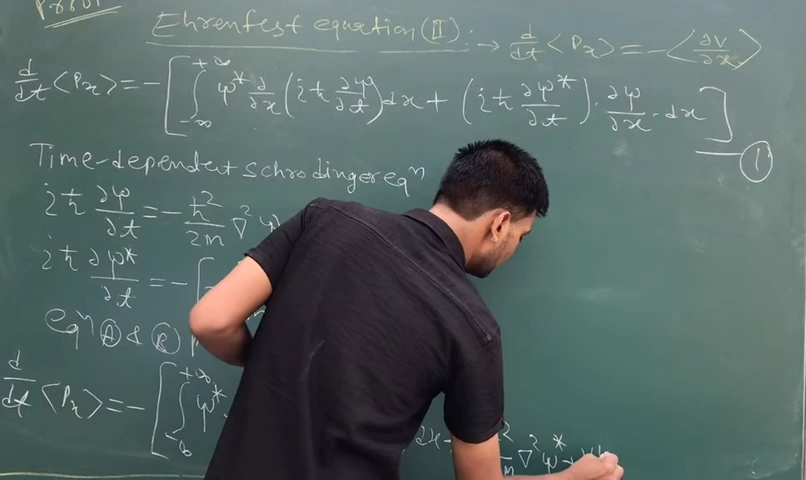 Proof
Ehrenfest equation (II) :→ d/dt <Px> = -<∂V/∂x>
d/dt <Px> = -[∫_{-∞}^{+∞} ψ* ∂/∂x (iħ ∂ψ/∂t) dx + (iħ ∂ψ*/∂t) · ∂ψ/∂x · dx] — ①
Time-dependent schrodinger eqⁿ
iħ ∂ψ/∂t = -ħ²/2m ∇²ψ
iħ ∂ψ*/∂t = -[
eqⁿ Ⓐ & Ⓑ
d/dt <Px> = -[∫_{-∞}^{+∞} ψ* ∇²ψ* +